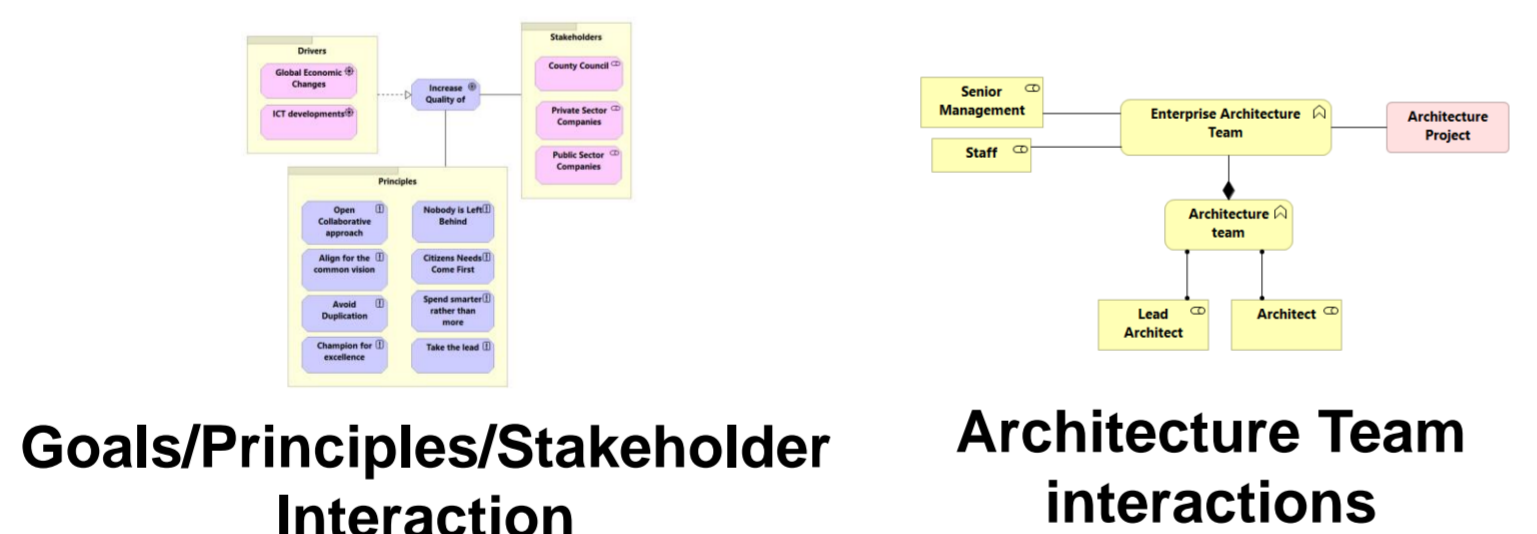 Drivers
Global Economic
Changes
ICT developments
Increase
Quality of
Stakeholders
County Council
Private Sector
Companies
Public Sector
Companies
Principles
Open
Collaborative
approach
Nobody is Left
Behind
Align for the
common vision
Citizens Needs
Come First
Avoid
Duplication
Spend smarter
rather than
more
Champion for
excellence
Take the lead
Goals/Principles/Stakeholder
Interaction
Senior
Management
Staff
Enterprise Architecture
Team
Architecture
Project
Architecture
team
Lead
Architect
Architect
Architecture Team
interactions